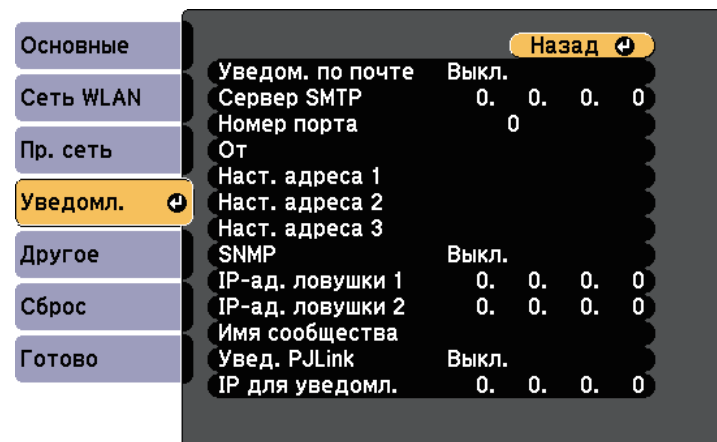 Основные
Сеть WLAN
Пр. сеть
Уведомл.
Другое
Сброс
Готово
Назад
Уведом. по почте Выкл.
Сервер SMTP 0. 0. 0. 0
Номер порта 0
От
Наст. адреса 1
Наст. адреса 2
Наст. адреса 3
SNMP Выкл.
IP-ад. ловушки 1 0. 0. 0. 0
IP-ад. ловушки 2 0. 0. 0. 0
Имя сообщества
Увед. PJLink Выкл.
IP для уведомл. 0. 0. 0. 0